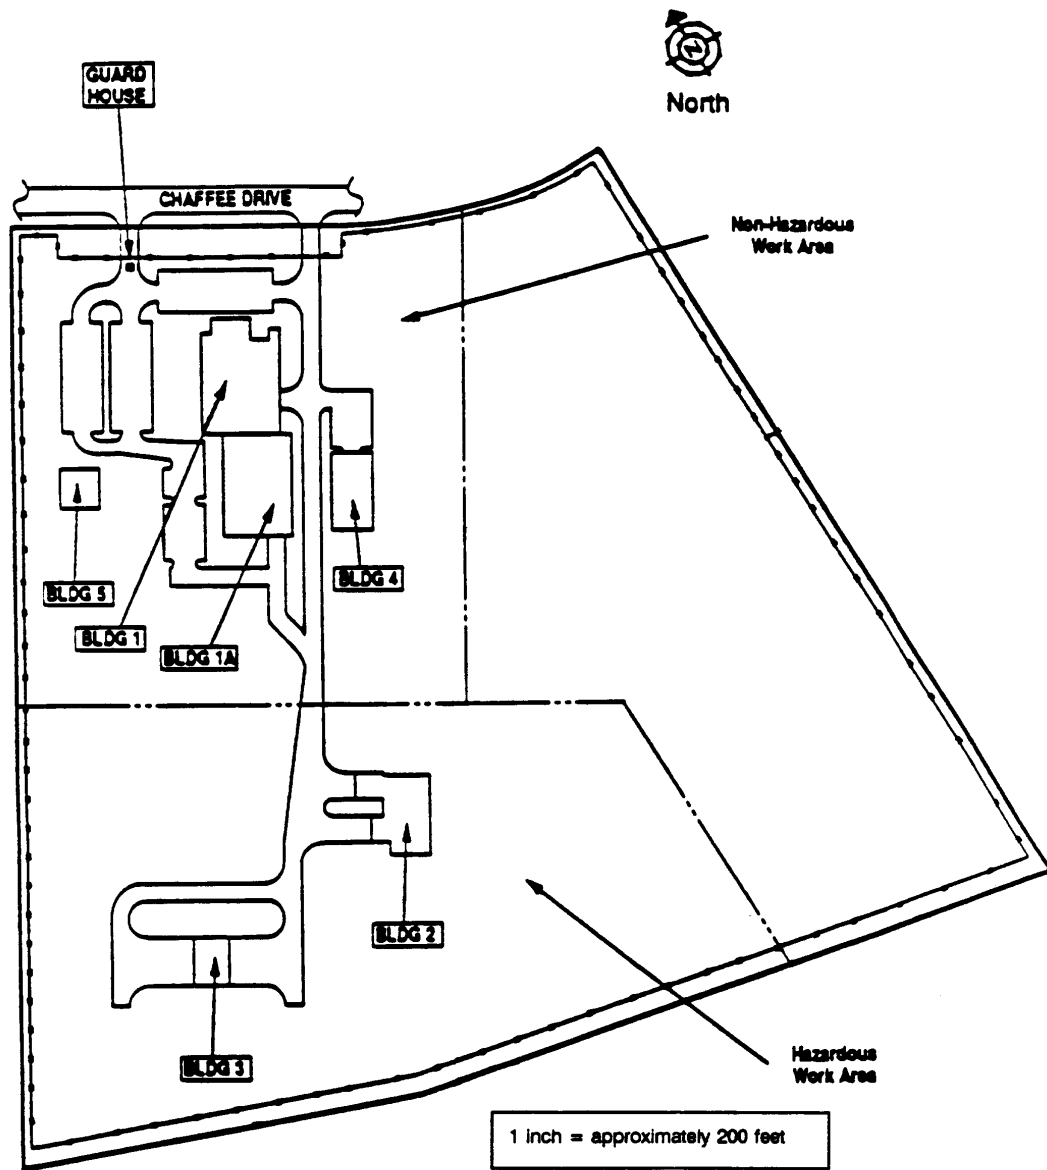 N
North
GUARD
HOUSE
CHAFFEE DRIVE
Non-Hazardous
Work Area
BLDG 5
BLDG 4
BLDG 1
BLDG 1A
BLDG 2
BLDG 3
Hazardous
Work Area
1 inch = approximately 200 feet